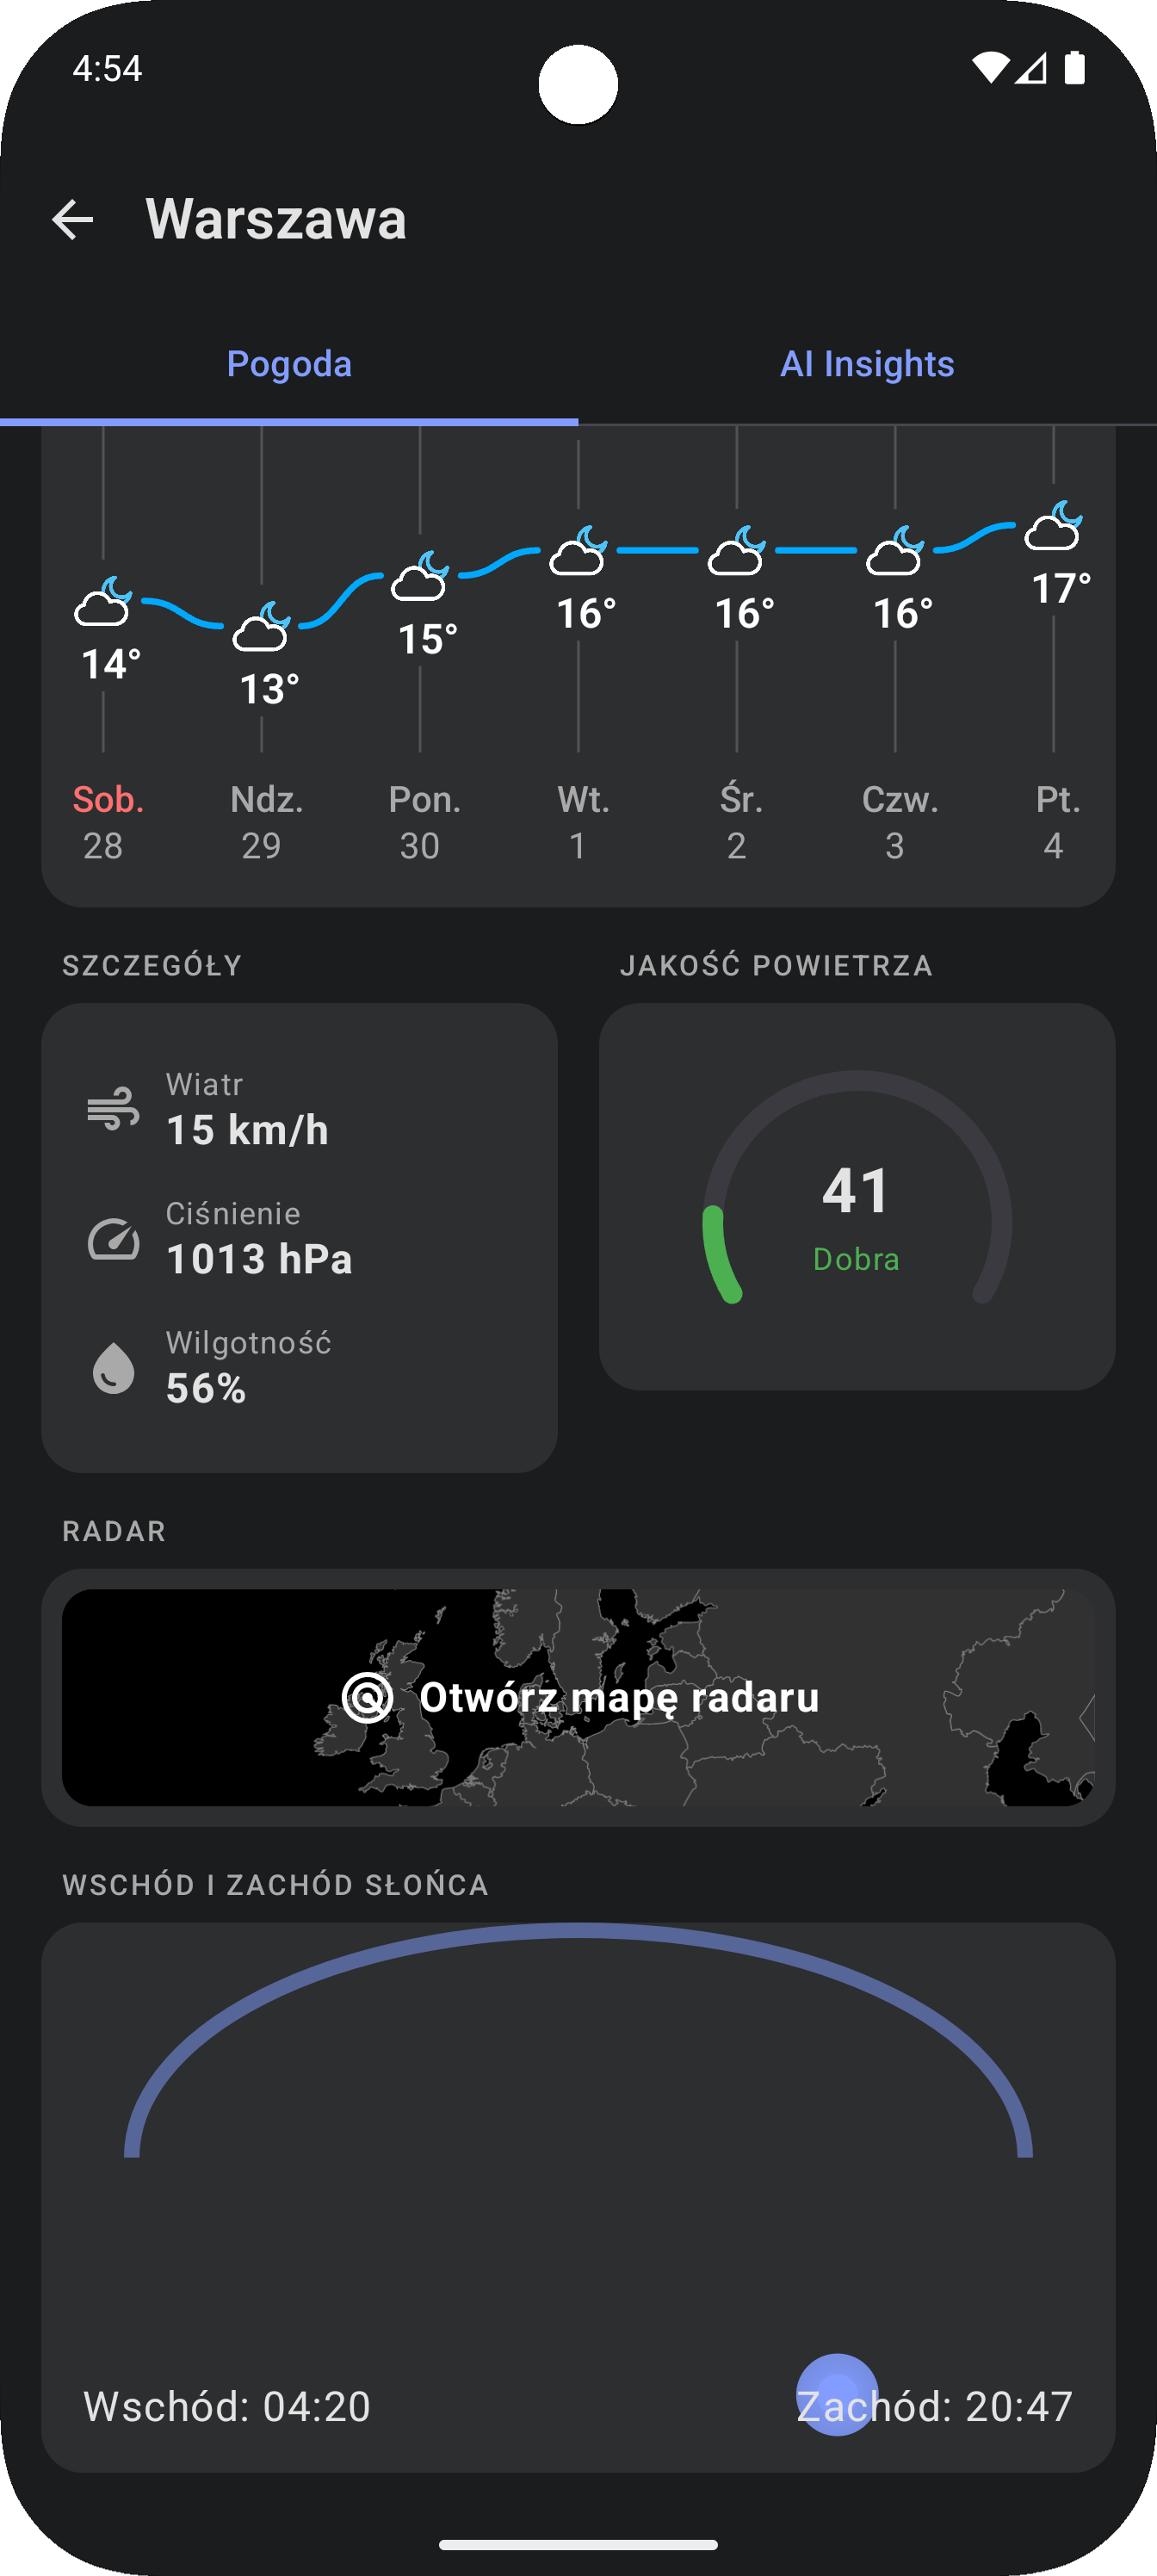 4:54
Warszawa
Pogoda
AI Insights
14°
13°
15°
16°
16°
16°
17°
Sob. Ndz. Pon. Wt. Śr. Czw. Pt.
28 29 30 1 2 3 4
SZCZEGÓŁY
Wiatr
15 km/h
Ciśnienie
1013 hPa
Wilgotność
56%
JAKOŚĆ POWIETRZA
41
Dobra
RADAR
Otwórz mapę radaru
WSCHÓD I ZACHÓD SŁOŃCA
Wschód: 04:20
Zachód: 20:47